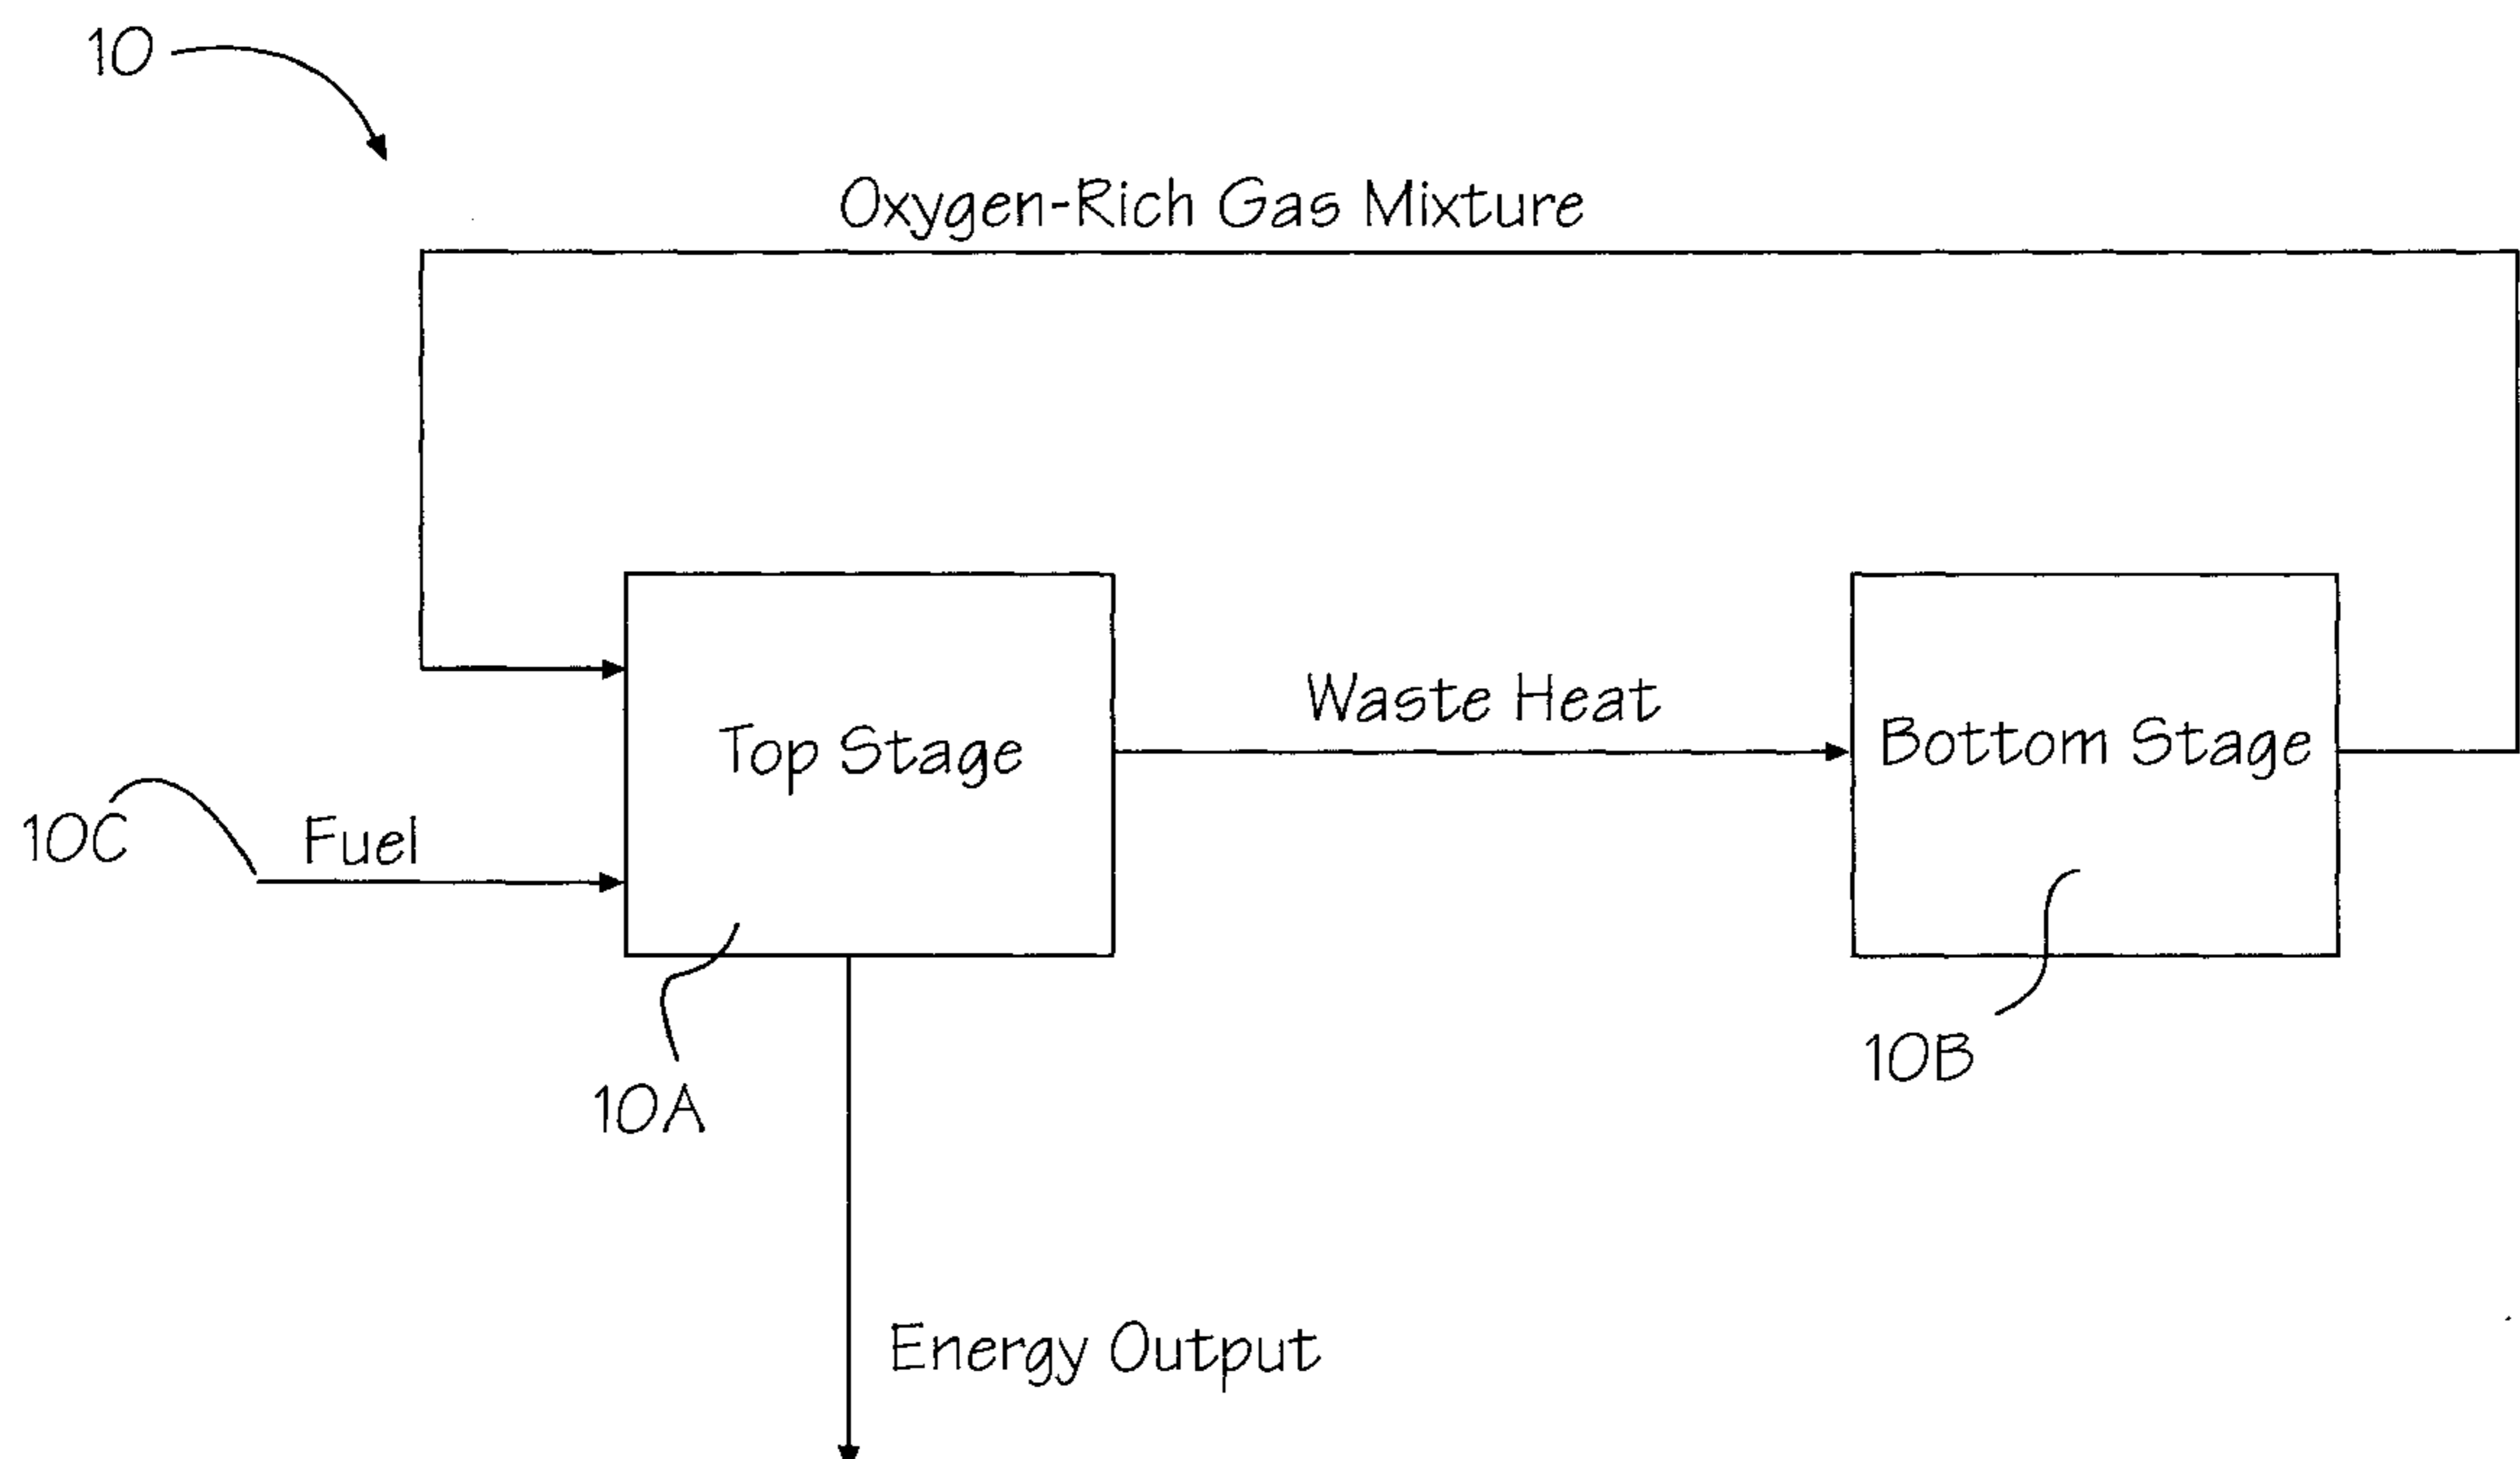 10
Oxygen-Rich Gas Mixture
Waste Heat
Top Stage
Bottom Stage
10C
Fuel
10A
10B
Energy Output